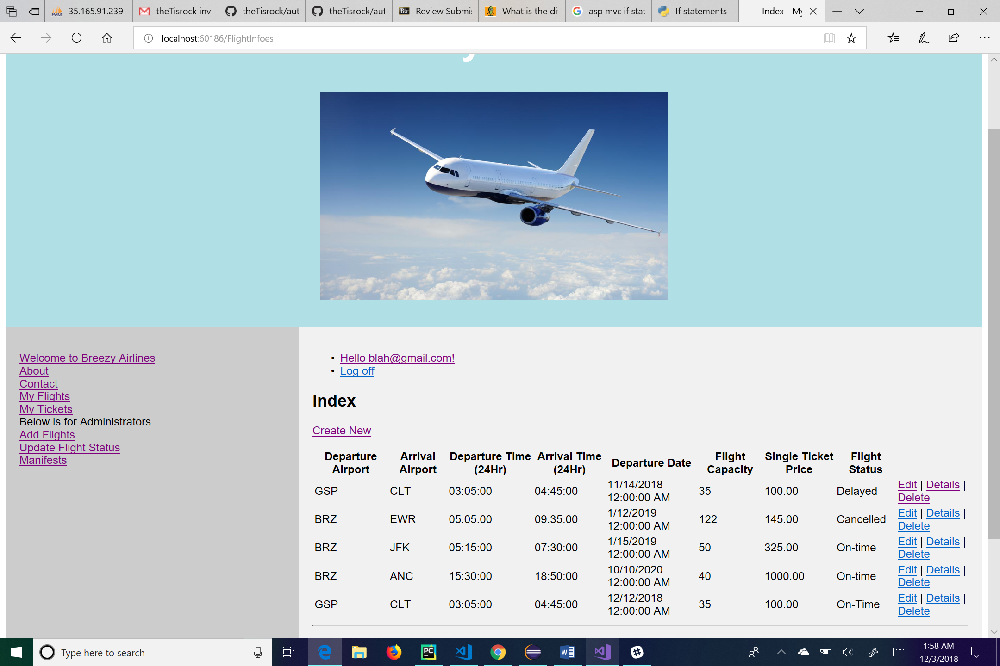 35.165.91.239
theTisrock invi
theTisrock/aut
theTisrock/aut
Review Submi
What is the di
asp mvc if stat
If statements -
Index - My
localhost:60186/FlightInfoes
Welcome to Breezy Airlines
About
Contact
My Flights
My Tickets
Below is for Administrators
Add Flights
Update Flight Status
Manifests
• Hello blah@gmail.com!
• Log off
Index
Create New
Departure Airport Arrival Airport Departure Time (24Hr) Arrival Time (24Hr) Departure Date Flight Capacity Single Ticket Price Flight Status
GSP CLT 03:05:00 04:45:00 11/14/2018 12:00:00 AM 35 100.00 Delayed Edit | Details | Delete
BRZ EWR 05:05:00 09:35:00 1/12/2019 12:00:00 AM 122 145.00 Cancelled Edit | Details | Delete
BRZ JFK 05:15:00 07:30:00 1/15/2019 12:00:00 AM 50 325.00 On-time Edit | Details | Delete
BRZ ANC 15:30:00 18:50:00 10/10/2020 12:00:00 AM 40 1000.00 On-time Edit | Details | Delete
GSP CLT 03:05:00 04:45:00 12/12/2018 12:00:00 AM 35 100.00 On-Time Edit | Details | Delete
Type here to search
1:58 AM
12/3/2018